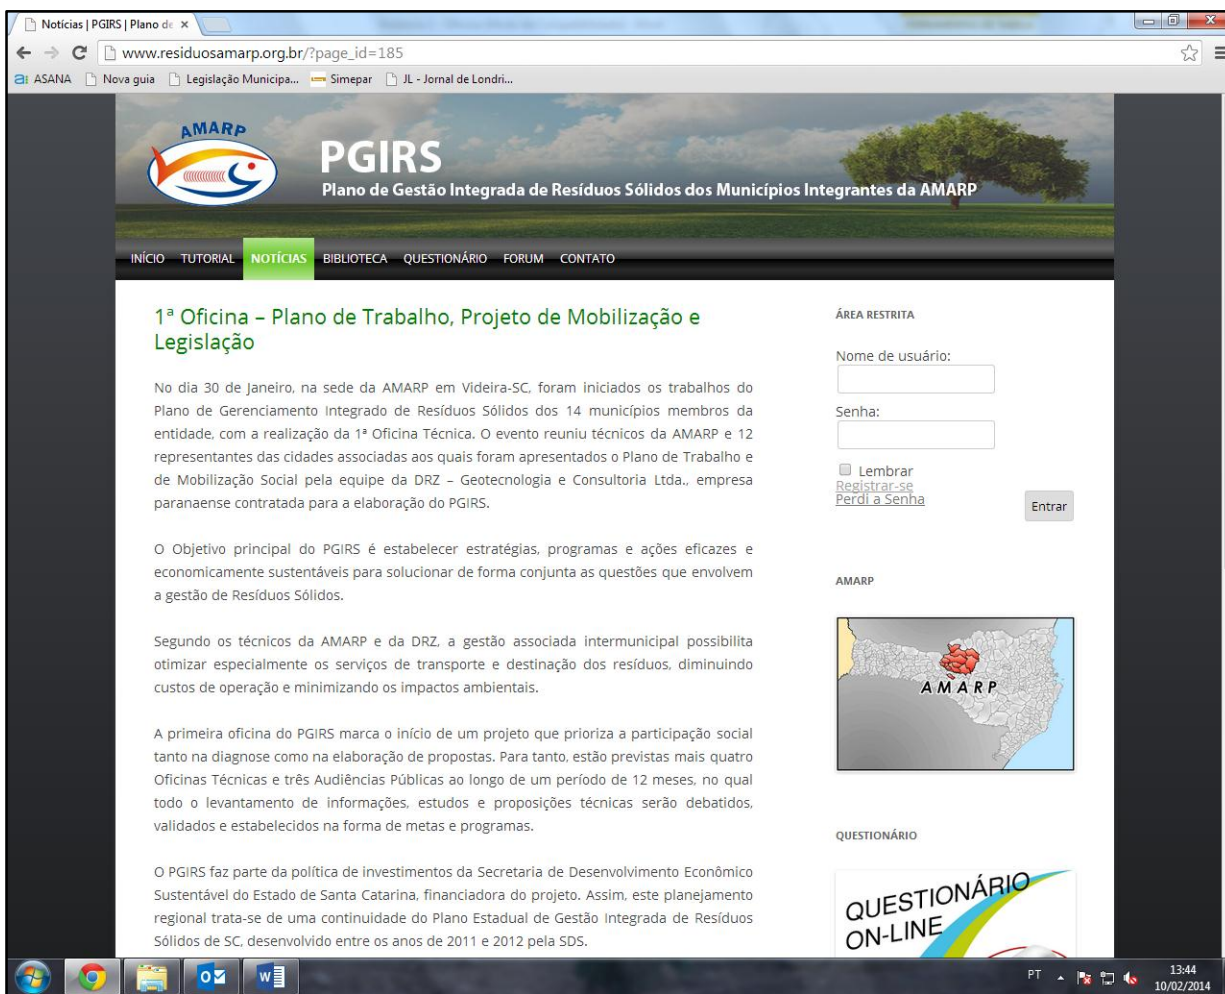 Notícias | PGIRS | Plano de
www.residuosamarp.org.br/?page_id=185
ASANA Nova guia Legislação Municipa... Simepar JL - Jornal de Londri...
AMARP
PGIRS
Plano de Gestão Integrada de Resíduos Sólidos dos Municípios Integrantes da AMARP
INÍCIO TUTORIAL NOTÍCIAS BIBLIOTECA QUESTIONÁRIO FORUM CONTATO
1ª Oficina – Plano de Trabalho, Projeto de Mobilização e
Legislação
No dia 30 de Janeiro, na sede da AMARP em Videira-SC, foram iniciados os trabalhos do
Plano de Gerenciamento Integrado de Resíduos Sólidos dos 14 municípios membros da
entidade, com a realização da 1ª Oficina Técnica. O evento reuniu técnicos da AMARP e 12
representantes das cidades associadas aos quais foram apresentados o Plano de Trabalho e
de Mobilização Social pela equipe da DRZ – Geotecnologia e Consultoria Ltda., empresa
paranaense contratada para a elaboração do PGIRS.
O Objetivo principal do PGIRS é estabelecer estratégias, programas e ações eficazes e
economicamente sustentáveis para solucionar de forma conjunta as questões que envolvem
a gestão de Resíduos Sólidos.
Segundo os técnicos da AMARP e da DRZ, a gestão associada intermunicipal possibilita
otimizar especialmente os serviços de transporte e destinação dos resíduos, diminuindo
custos de operação e minimizando os impactos ambientais.
A primeira oficina do PGIRS marca o início de um projeto que prioriza a participação social
tanto na diagnose como na elaboração de propostas. Para tanto, estão previstas mais quatro
Oficinas Técnicas e três Audiências Públicas ao longo de um período de 12 meses, no qual
todo o levantamento de informações, estudos e proposições técnicas serão debatidos,
validados e estabelecidos na forma de metas e programas.
O PGIRS faz parte da política de investimentos da Secretaria de Desenvolvimento Econômico
Sustentável do Estado de Santa Catarina, financiadora do projeto. Assim, este planejamento
regional trata-se de uma continuidade do Plano Estadual de Gestão Integrada de Resíduos
Sólidos de SC, desenvolvido entre os anos de 2011 e 2012 pela SDS.
ÁREA RESTRITA
Nome de usuário:
Senha:
Lembrar
Registrar-se
Perdi a Senha
Entrar
AMARP
AMARP
QUESTIONÁRIO
QUESTIONÁRIO
ON-LINE
PT
13:44
10/02/2014